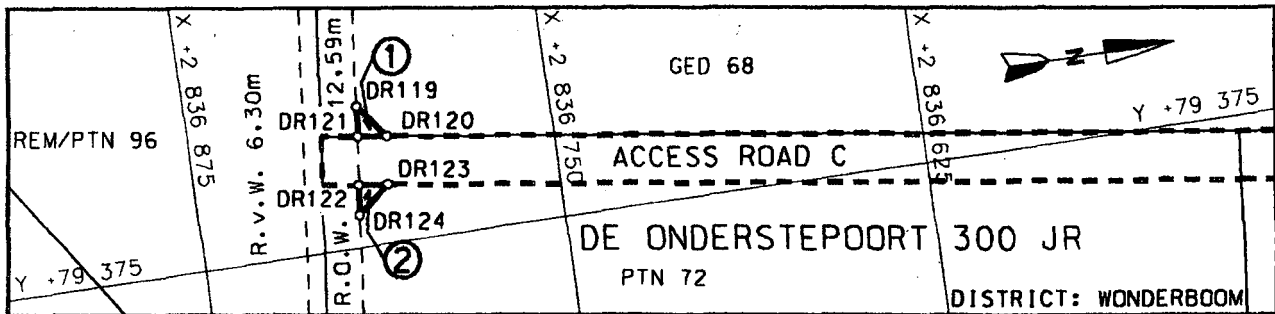 X +2 836 875
R.v.W. 6.30m
R.O.W. 12.59m
1
DR119
DR121
DR120
REM/PTN 96
X +2 836 750
GED 68
X +2 836 625
N
Y +79 375
ACCESS ROAD C
DR123
DR122
DR124
2
DE ONDERSTEPOORT 300 JR
PTN 72
Y +79 375
DISTRICT: WONDERBOOM